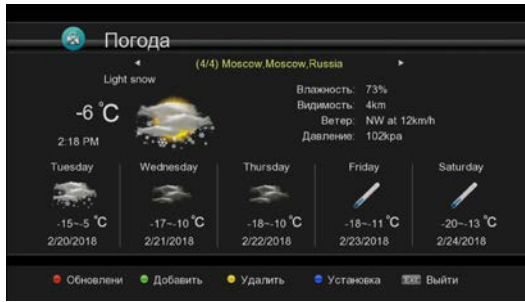 Погода
(4/4) Moscow,Moscow,Russia
Light snow
-6 °C
2:18 PM
Влажность: 73%
Видимость: 4km
Ветер: NW at 12km/h
Давление: 102kpa
Tuesday Wednesday Thursday Friday Saturday
-15~-5 °C -17~-10 °C -18~-10 °C -18~-11 °C -20~-13 °C
2/20/2018 2/21/2018 2/22/2018 2/23/2018 2/24/2018
Обновлени Добавить Удалить Установка EXIT Выйти